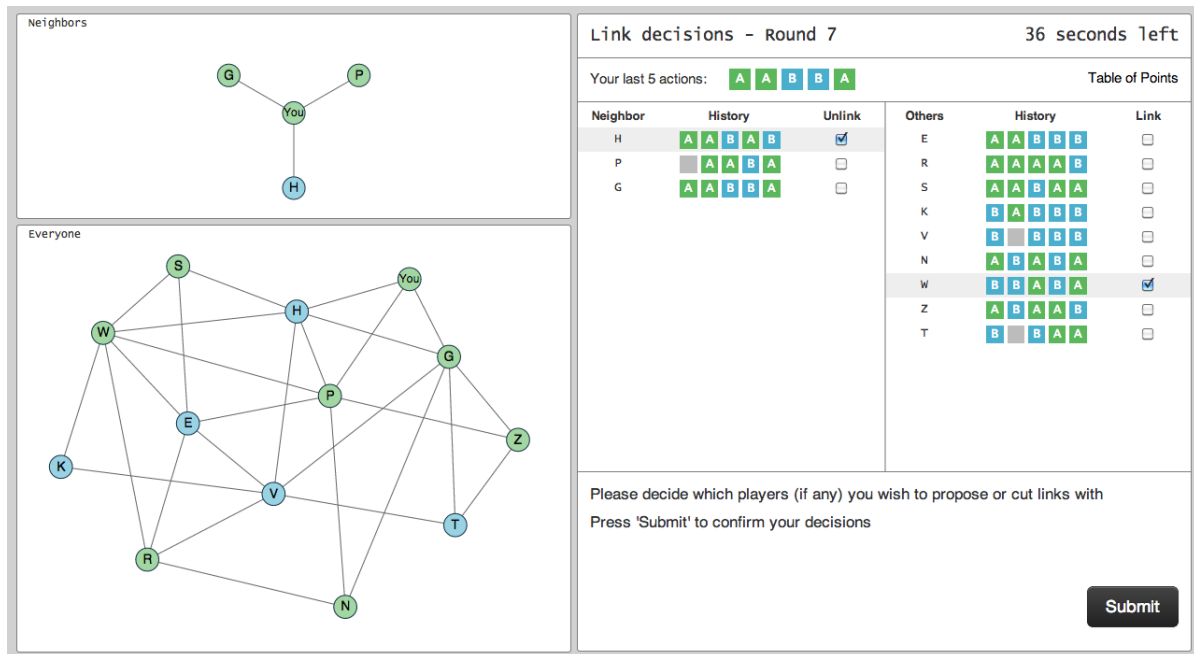 Neighbors
G
P
You
H
Everyone
S
You
H
W
G
P
E
Z
K
V
T
R
N
Link decisions - Round 7
36 seconds left
Your last 5 actions: A A B B A
Table of Points
Neighbor History Unlink
H A A B A B
P A A B A
G A A B B A
Others History Link
E A A B B B
R A A A A B
S A A B A A
K B A B B B
V B B B B
N A B A B A
W B B A B A
Z A B A A B
T B B A A
Please decide which players (if any) you wish to propose or cut links with
Press 'Submit' to confirm your decisions
Submit